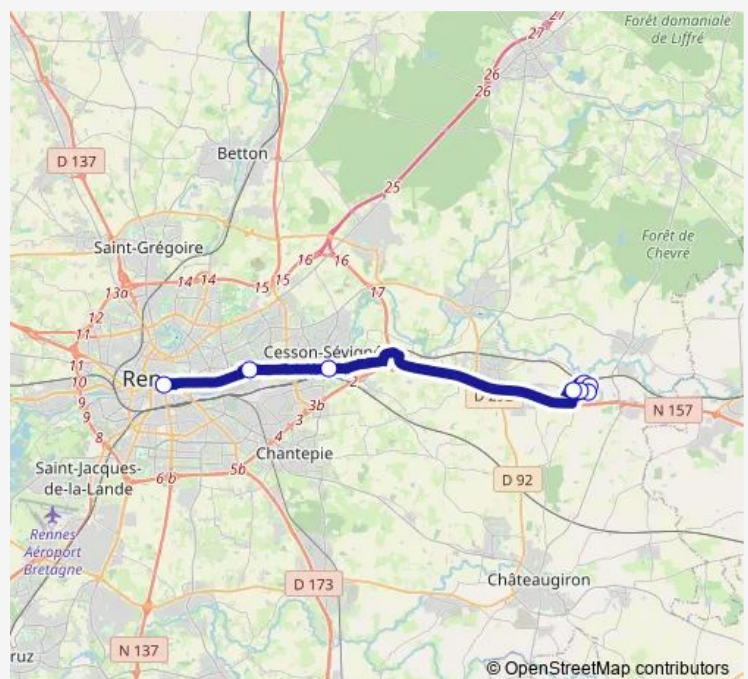 27
27
Forêt domaniale
de Liffré
26
26
D 137
Betton
25
Saint-Grégoire
Forêt de
Chevré
16
16
14 14
15
15
13a
17
12
11
11
Cesson-Sévigné
10
Ren
2
9
9
3b
3
4
N 157
8
Chantepie
Saint-Jacques-
de-la-Lande
6 b
5b
D 92
Rennes
Aéroport
Bretagne
Châteaugiron
D 173
N 137
ruz
© OpenStreetMap contributors